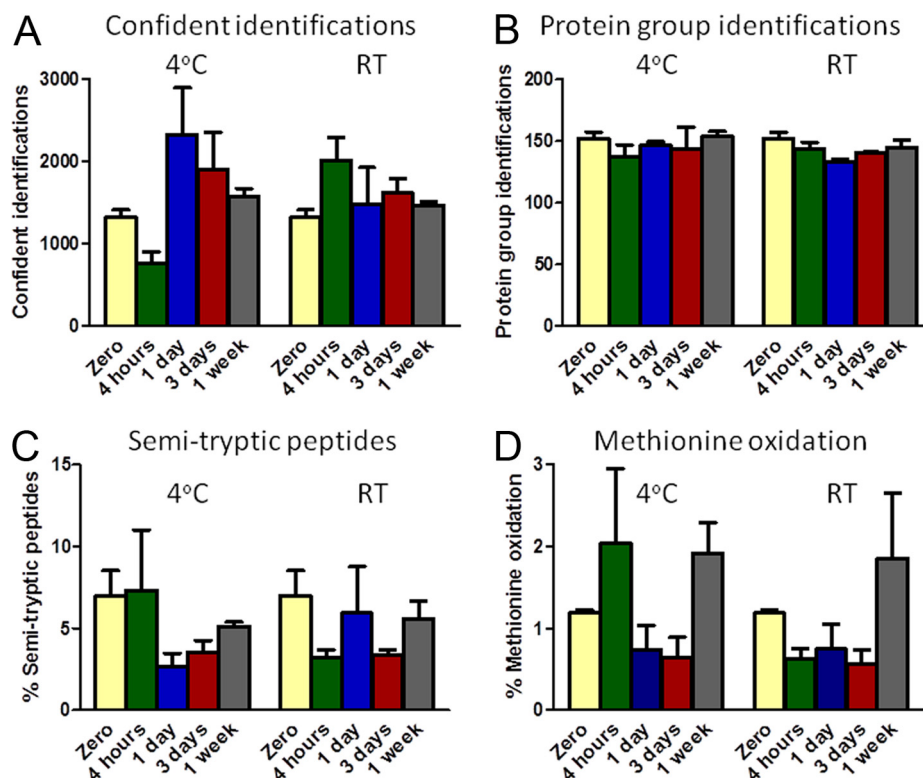 A Confident identifications
4°C RT
Confident identifications
3000
2000
1000
0
Zero
4 hours
1 day
3 days
1 week
Zero
4 hours
1 day
3 days
1 week
B Protein group identifications
4°C RT
Protein group identifications
200
150
100
50
0
Zero
4 hours
1 day
3 days
1 week
Zero
4 hours
1 day
3 days
1 week
C Semi-tryptic peptides
4°C RT
% Semi-tryptic peptides
15
10
5
0
Zero
4 hours
1 day
3 days
1 week
Zero
4 hours
1 day
3 days
1 week
D Methionine oxidation
4°C RT
% Methionine oxidation
3
2
1
0
Zero
4 hours
1 day
3 days
1 week
Zero
4 hours
1 day
3 days
1 week